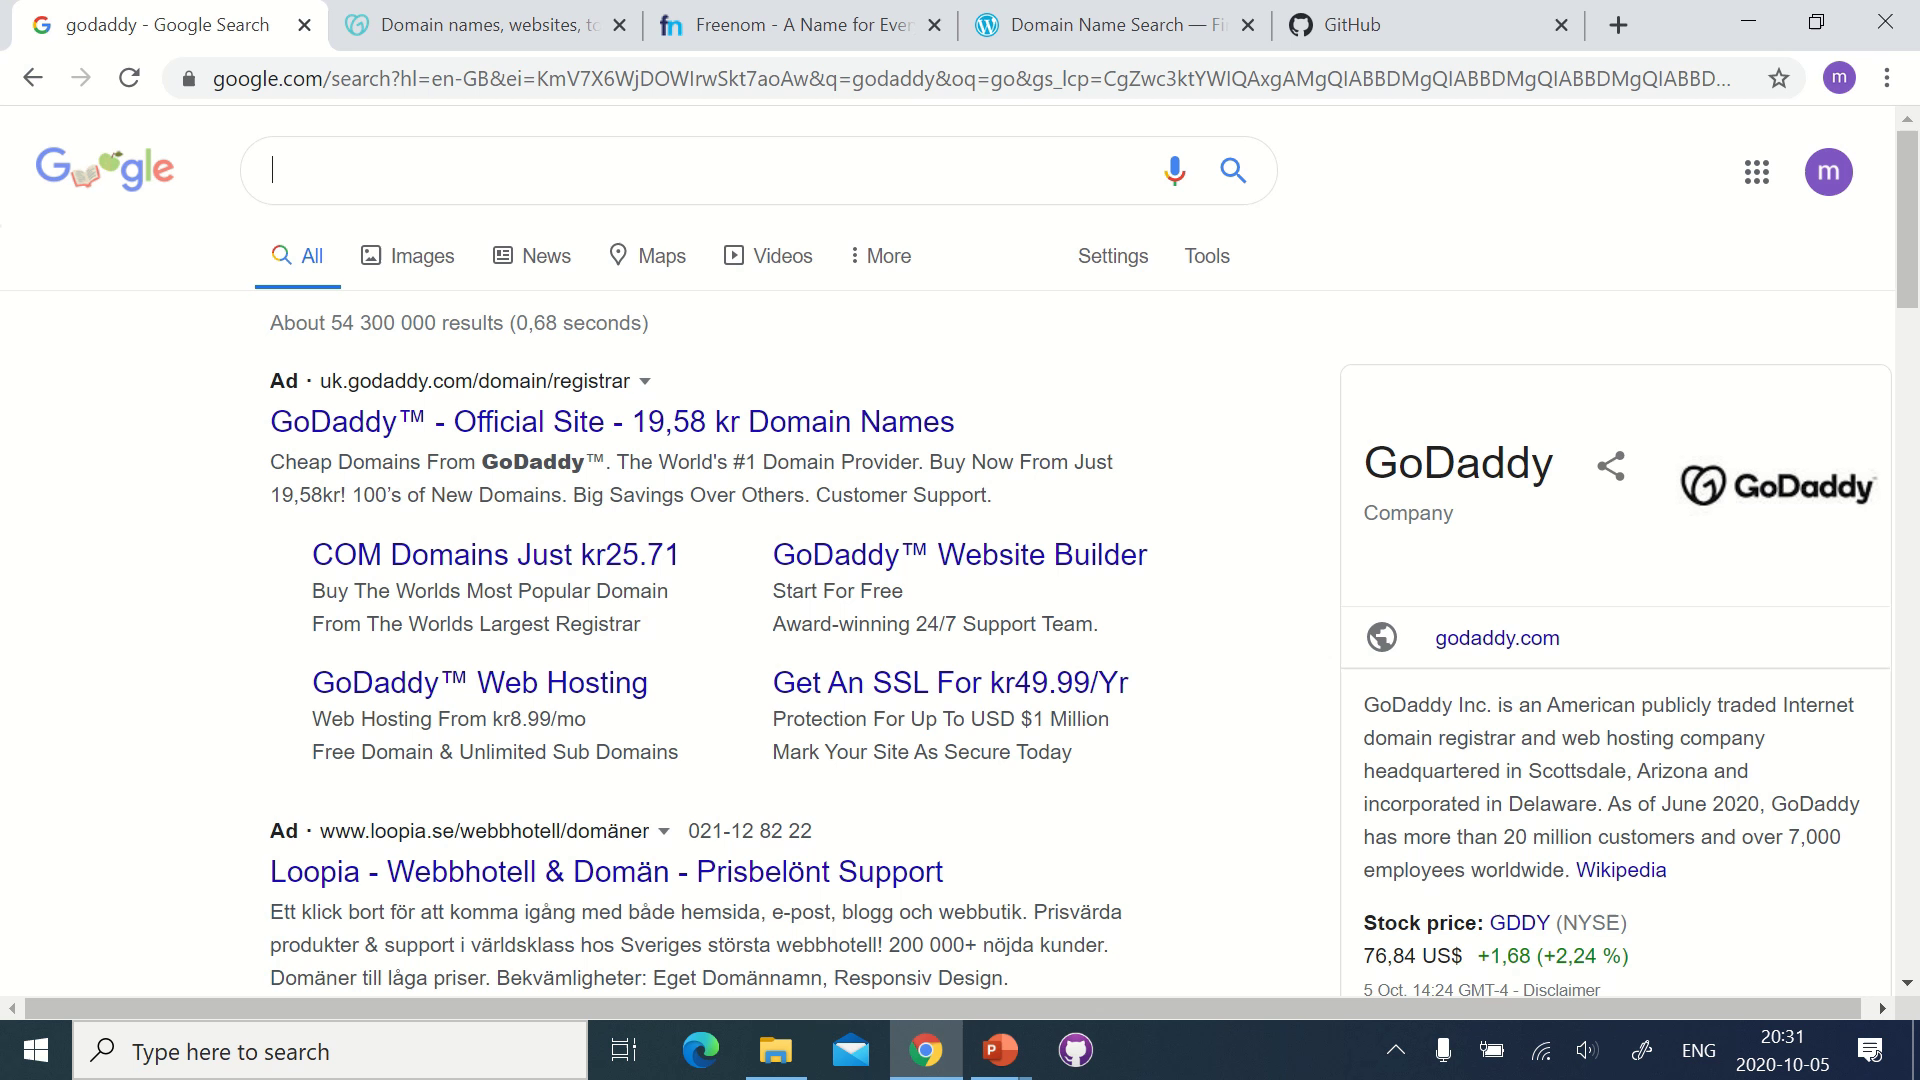 godaddy - Google Search
Domain names, websites, to
Freenom - A Name for Ever
Domain Name Search — Fi
GitHub
google.com/search?hl=en-GB&ei=KmV7X6WjDOWIrwSkt7aoAw&q=godaddy&oq=go&gs_lcp=CgZwc3ktYWIQAxgAMgQIABBDMgQIABBDMgQIABBDMgQIABBD...
m
Google
m
All
Images
News
Maps
Videos
More
Settings
Tools
About 54 300 000 results (0,68 seconds)
Ad · uk.godaddy.com/domain/registrar
GoDaddy™ - Official Site - 19,58 kr Domain Names
Cheap Domains From GoDaddy™. The World's #1 Domain Provider. Buy Now From Just
19,58kr! 100’s of New Domains. Big Savings Over Others. Customer Support.
COM Domains Just kr25.71
Buy The Worlds Most Popular Domain
From The Worlds Largest Registrar
GoDaddy™ Website Builder
Start For Free
Award-winning 24/7 Support Team.
GoDaddy™ Web Hosting
Web Hosting From kr8.99/mo
Free Domain & Unlimited Sub Domains
Get An SSL For kr49.99/Yr
Protection For Up To USD $1 Million
Mark Your Site As Secure Today
Ad · www.loopia.se/webbhotell/domäner 021-12 82 22
Loopia - Webbhotell & Domän - Prisbelönt Support
Ett klick bort för att komma igång med både hemsida, e-post, blogg och webbutik. Prisvärda
produkter & support i världsklass hos Sveriges största webbhotell! 200 000+ nöjda kunder.
Domäner till låga priser. Bekvämligheter: Eget Domännamn, Responsiv Design.
GoDaddy
Company
GoDaddy
godaddy.com
GoDaddy Inc. is an American publicly traded Internet
domain registrar and web hosting company
headquartered in Scottsdale, Arizona and
incorporated in Delaware. As of June 2020, GoDaddy
has more than 20 million customers and over 7,000
employees worldwide. Wikipedia
Stock price: GDDY (NYSE)
76,84 US$ +1,68 (+2,24 %)
5 Oct, 14:24 GMT-4 - Disclaimer
Type here to search
ENG
20:31
2020-10-05